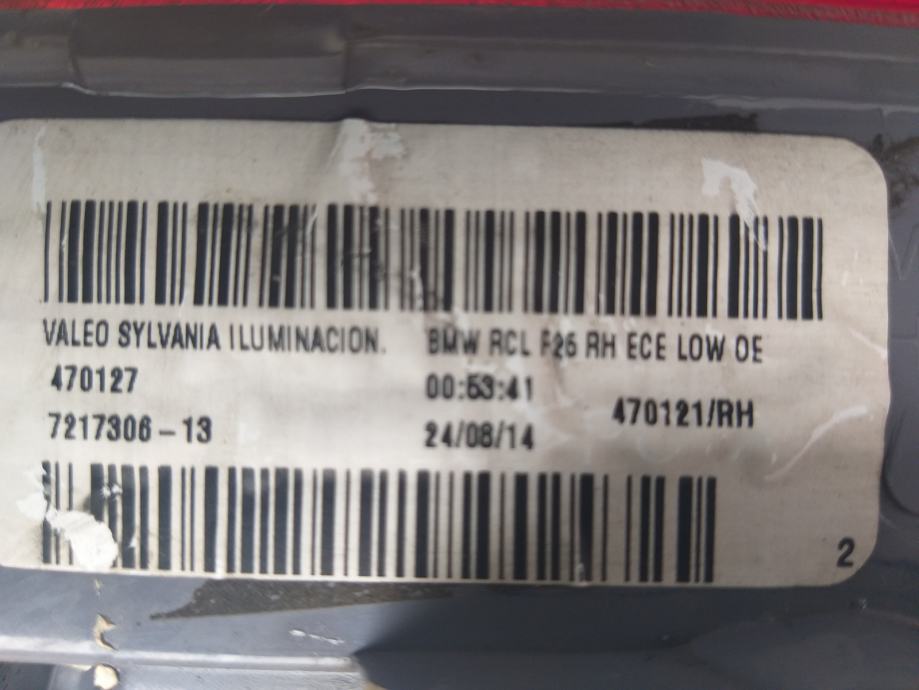 VALEO SYLVANIA ILUMINACION. BMW RCL F25 RH ECE LOW OE
470127 00:53:41 470121/RH
7217306-13 24/08/14
2